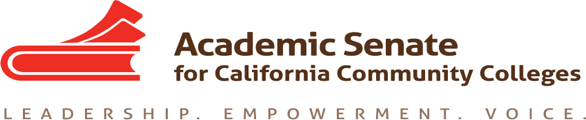 Academic Senate
for California Community Colleges
LEADERSHIP. EMPOWERMENT. VOICE.